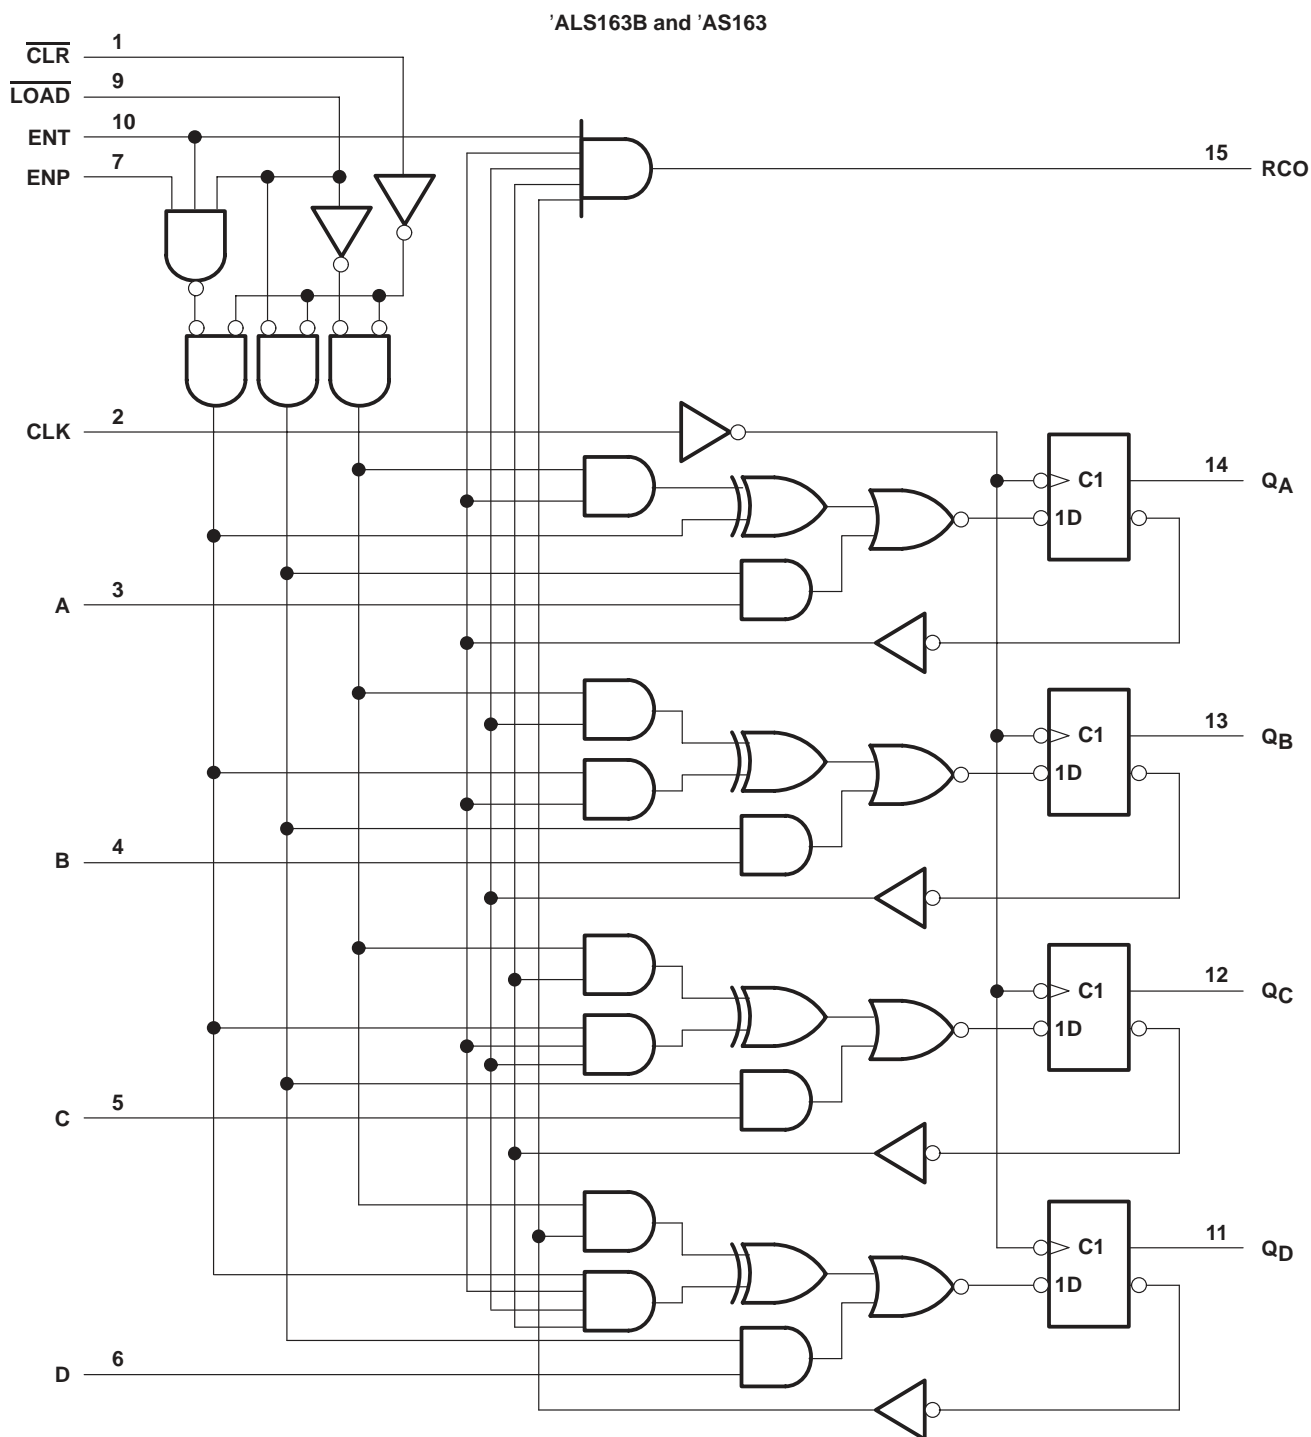 ’ALS163B and ’AS163
CLR 1
LOAD 9
ENT 10
ENP 7
15 RCO
CLK 2
C1 14 QA
1D
A 3
C1 13 QB
1D
B 4
C1 12 QC
1D
C 5
C1 11 QD
1D
D 6